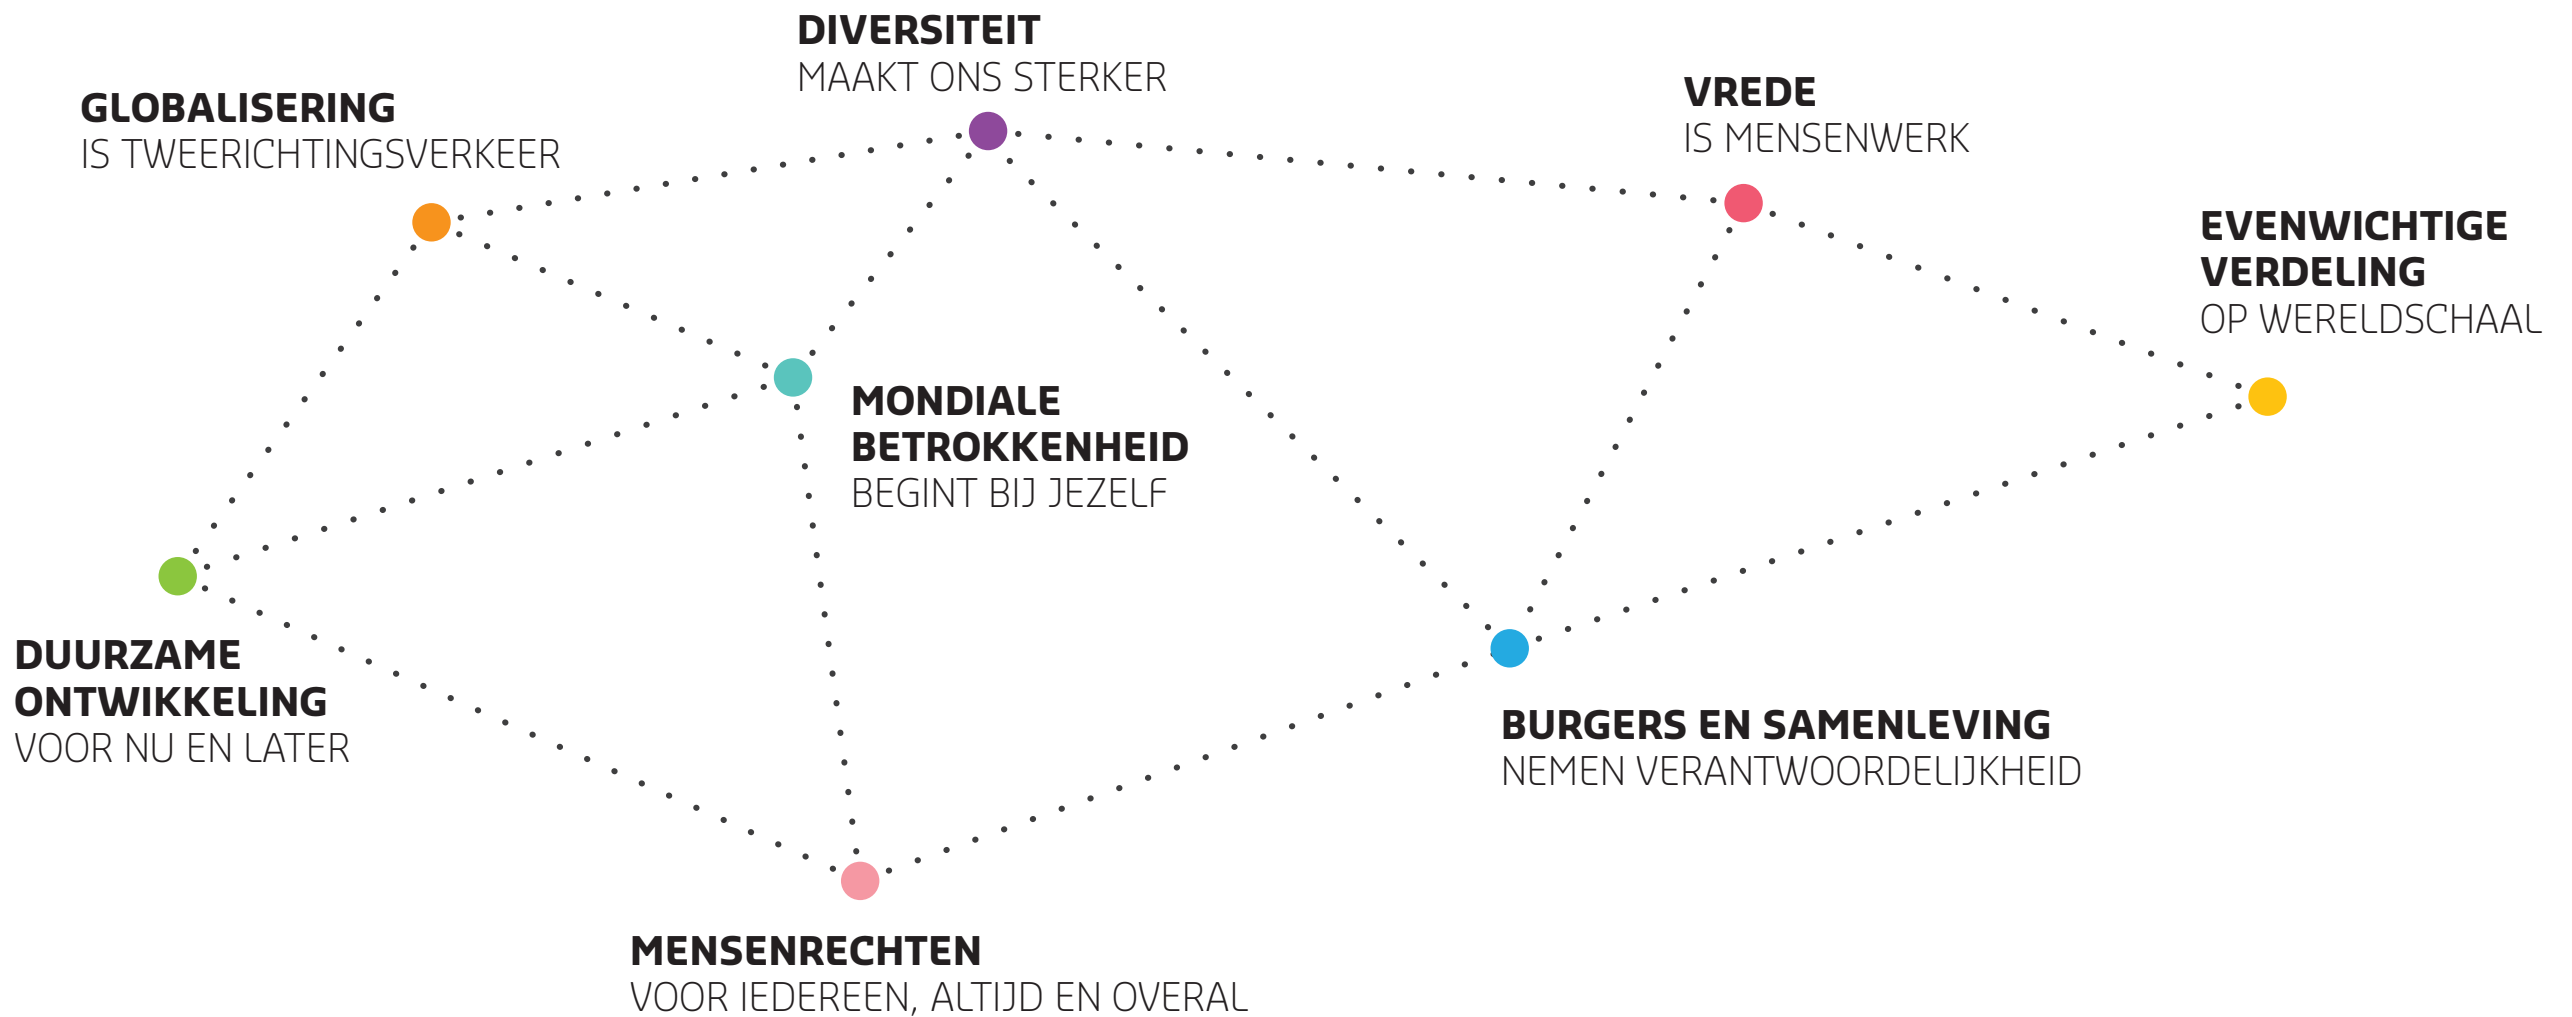 DIVERSITEIT
MAAKT ONS STERKER
GLOBALISERING
IS TWEERICHTINGSVERKEER
VREDE
IS MENSENWERK
EVENWICHTIGE
VERDELING
OP WERELDSCHAAL
MONDIALE
BETROKKENHEID
BEGINT BIJ JEZELF
DUURZAME
ONTWIKKELING
VOOR NU EN LATER
BURGERS EN SAMENLEVING
NEMEN VERANTWOORDELIJKHEID
MENSENRECHTEN
VOOR IEDEREEN, ALTIJD EN OVERAL